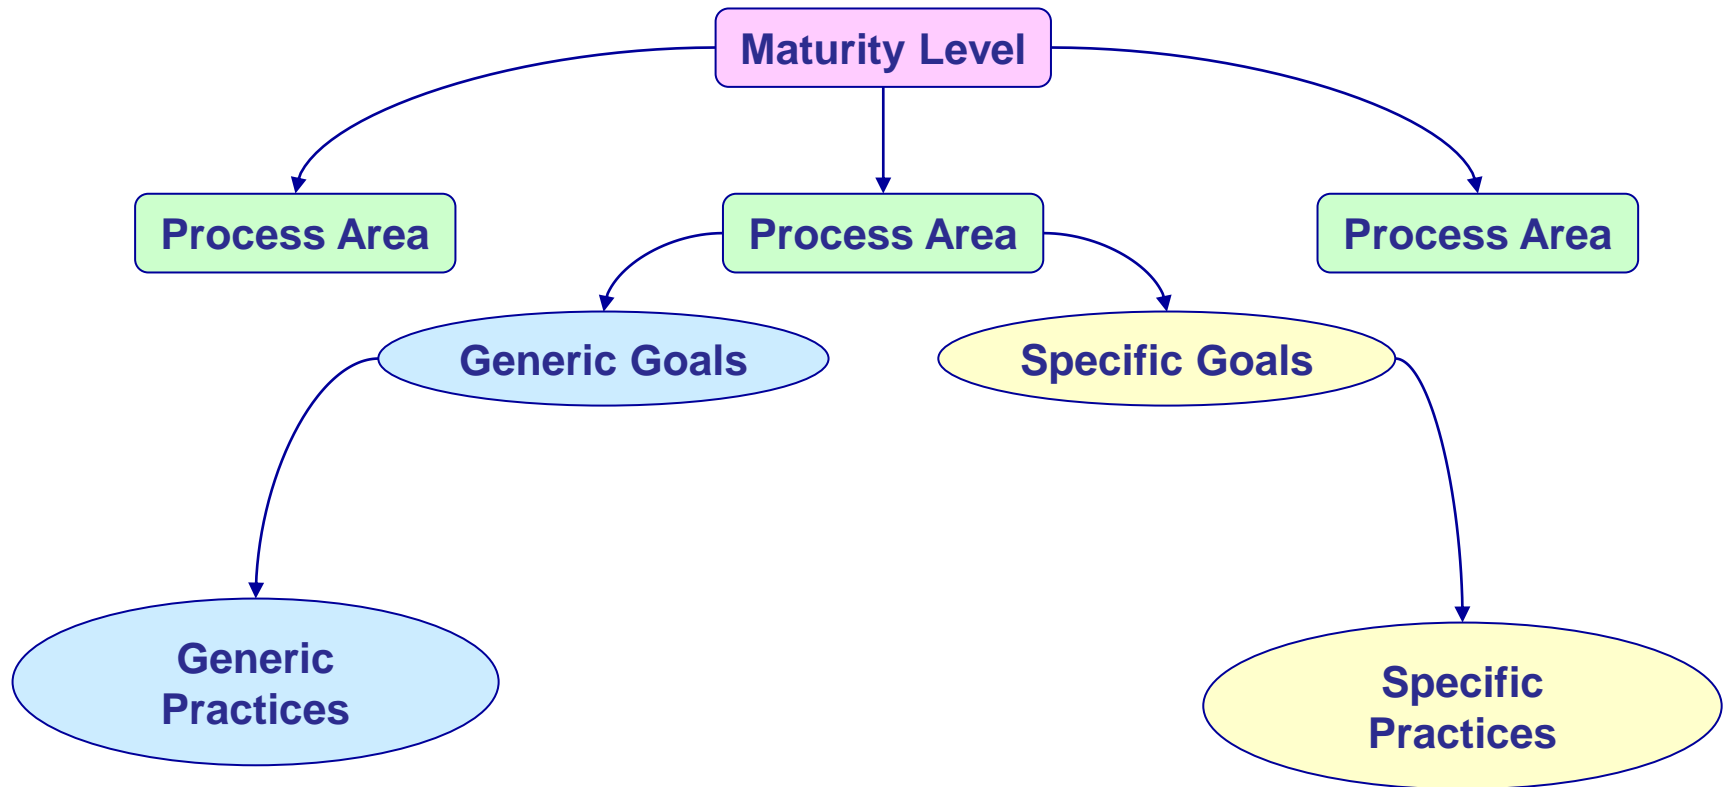 Maturity Level
Process Area
Process Area
Process Area
Generic Goals
Specific Goals
Generic
Practices
Specific
Practices